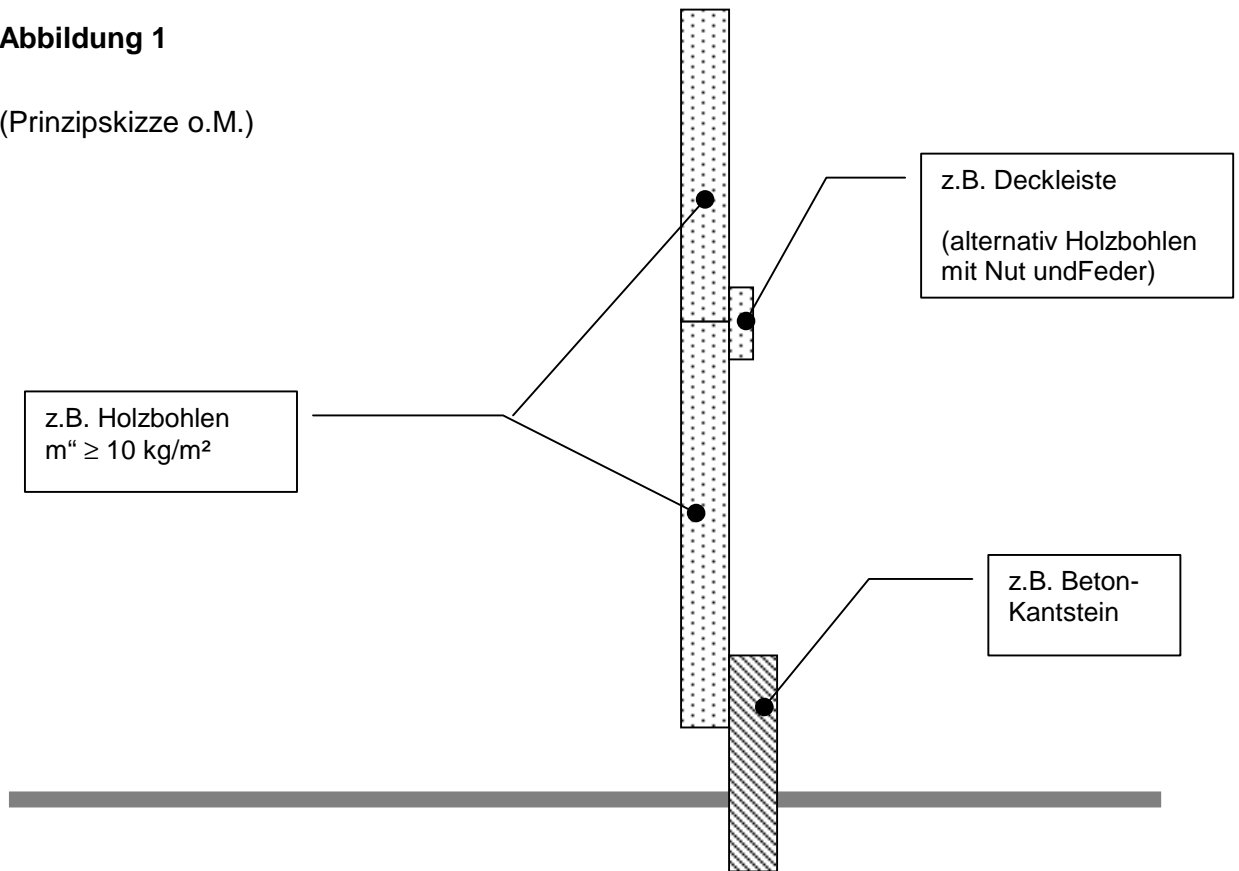 Abbildung 1
(Prinzipskizze o.M.)
z.B. Deckleiste
(alternativ Holzbohlen
mit Nut undFeder)
z.B. Holzbohlen
m“ ≥ 10 kg/m²
z.B. Beton-
Kantstein